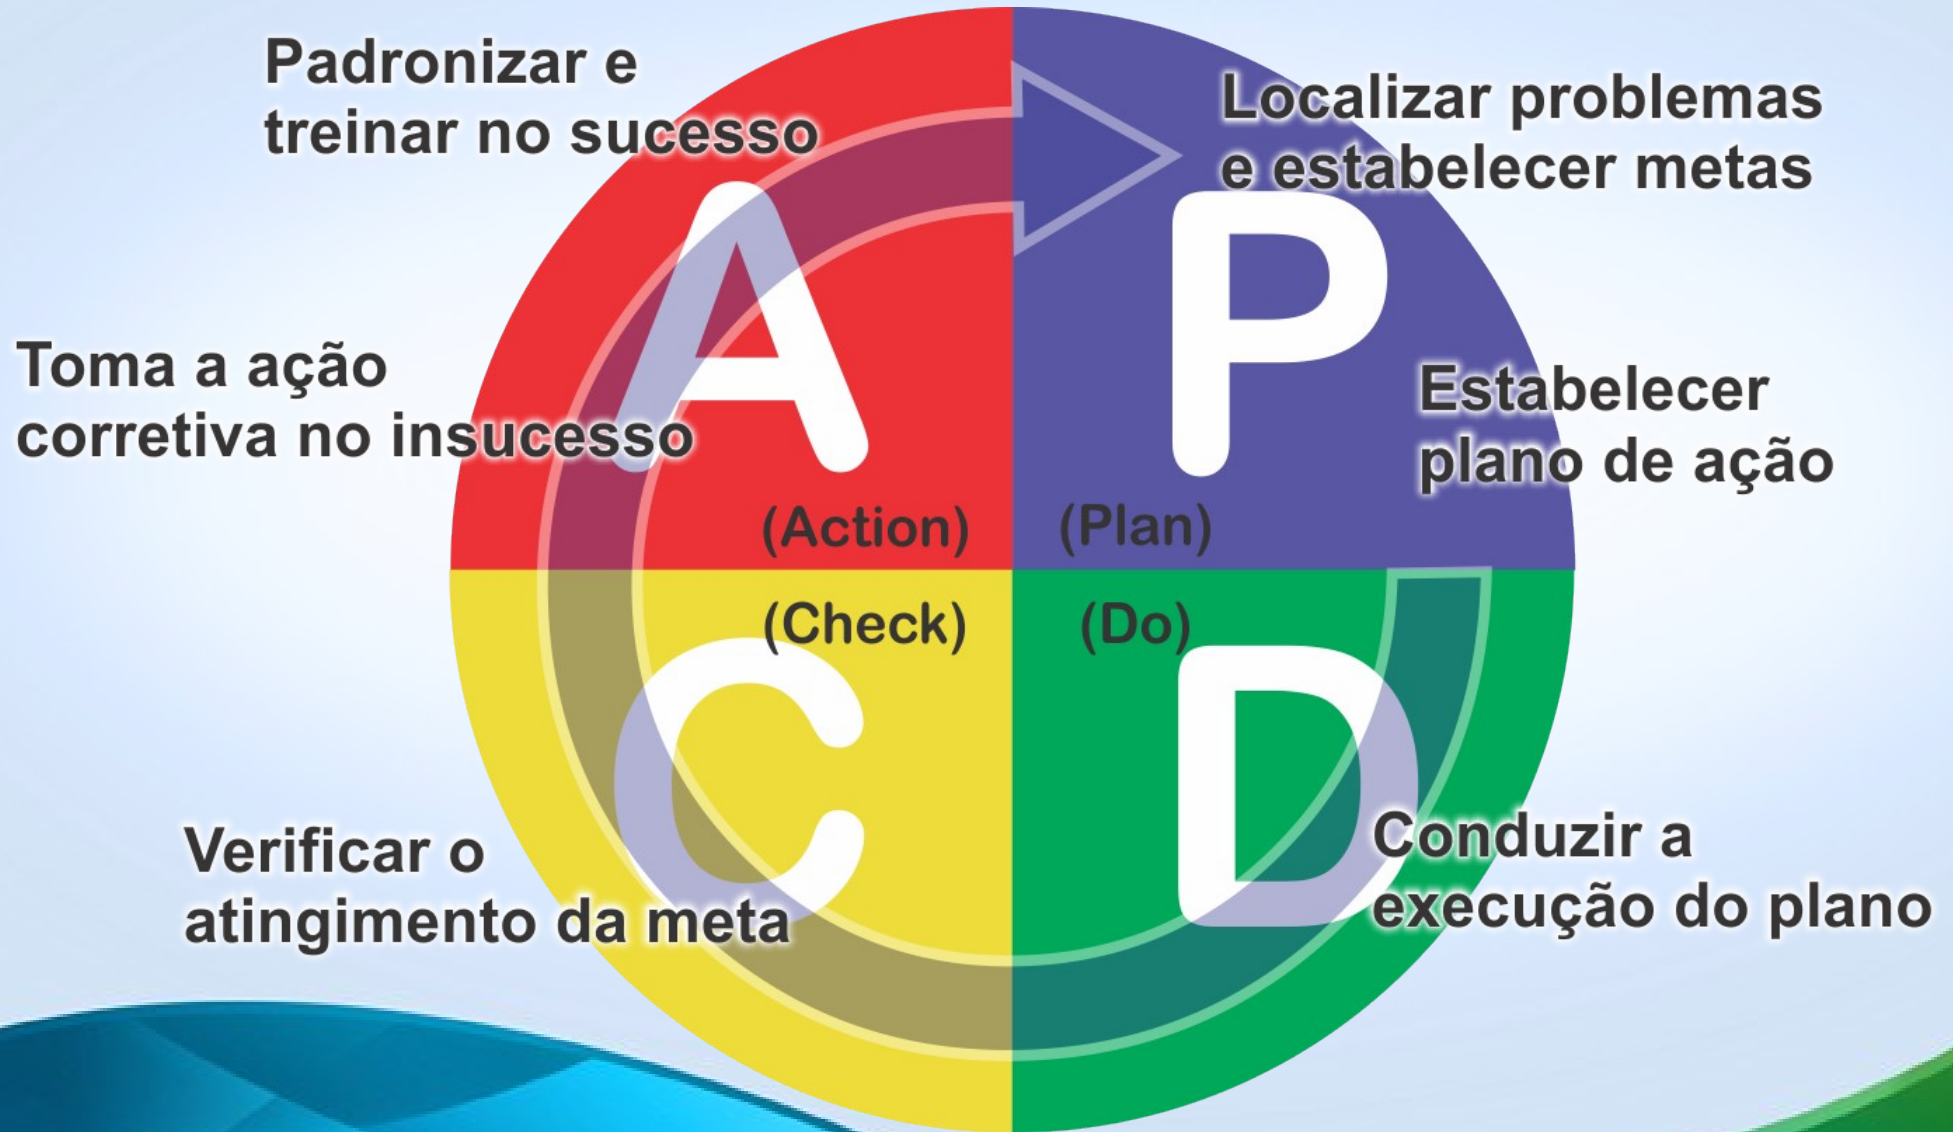 Padronizar e
treinar no sucesso
Localizar problemas
e estabelecer metas
A
P
Toma a ação
corretiva no insucesso
Estabelecer
plano de ação
(Action)
(Plan)
(Check)
(Do)
C
D
Verificar o
atingimento da meta
Conduzir a
execução do plano